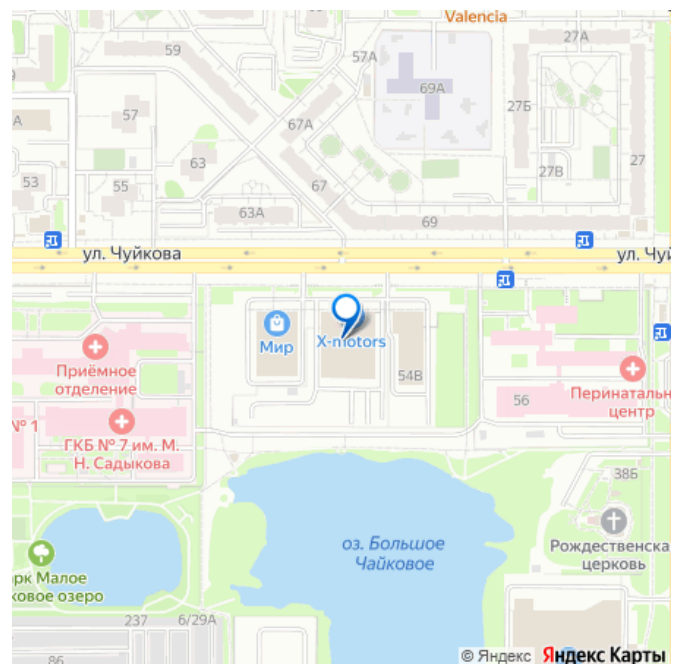 Valencia
59
57А
27А
69А
27Б
57
67А
А
63
27В
27
53
55
67
63А
69
ул. Чуйкова
ул. Чуй
Мир
X-motors
Приёмное
отделение
54В
56
Перинатальн
центр
№ 1
ГКБ № 7 им. М.
Н. Садыкова
38Б
оз. Большое
Чайковое
Рождественска
церковь
арк Малое
ковое озеро
237
6/29А
86
© Яндекс Яндекс Карты